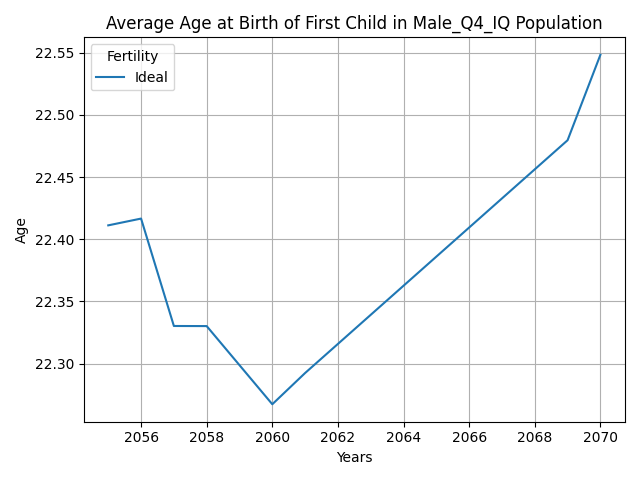 Average Age at Birth of First Child in Male_Q4_IQ Population
Fertility
Ideal
22.55
22.50
22.45
22.40
22.35
22.30
Age
2056 2058 2060 2062 2064 2066 2068 2070
Years